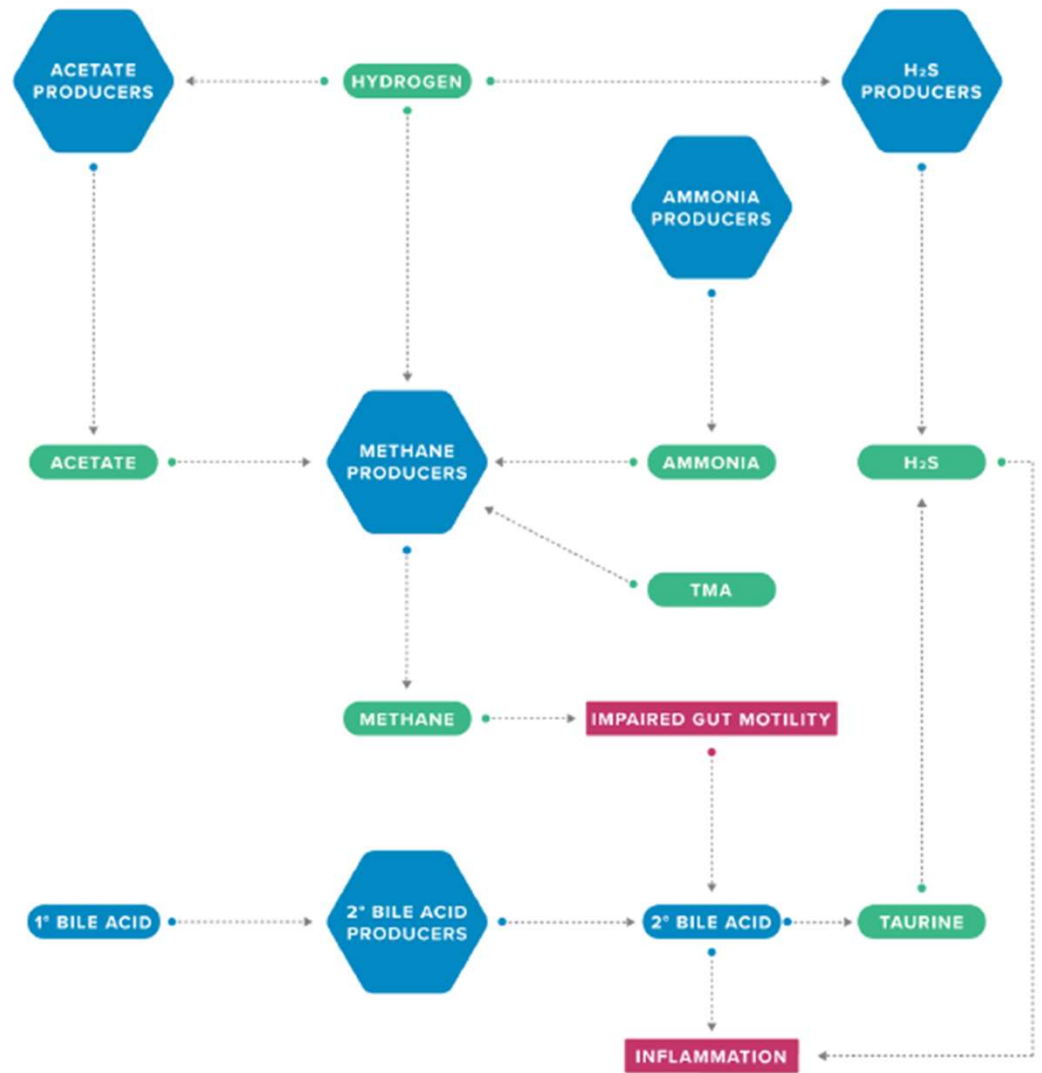 ACETATE
PRODUCERS
HYDROGEN
H₂S
PRODUCERS
AMMONIA
PRODUCERS
METHANE
PRODUCERS
ACETATE
AMMONIA
H₂S
TMA
METHANE
IMPAIRED GUT MOTILITY
1° BILE ACID
2° BILE ACID
PRODUCERS
2° BILE ACID
TAURINE
INFLAMMATION